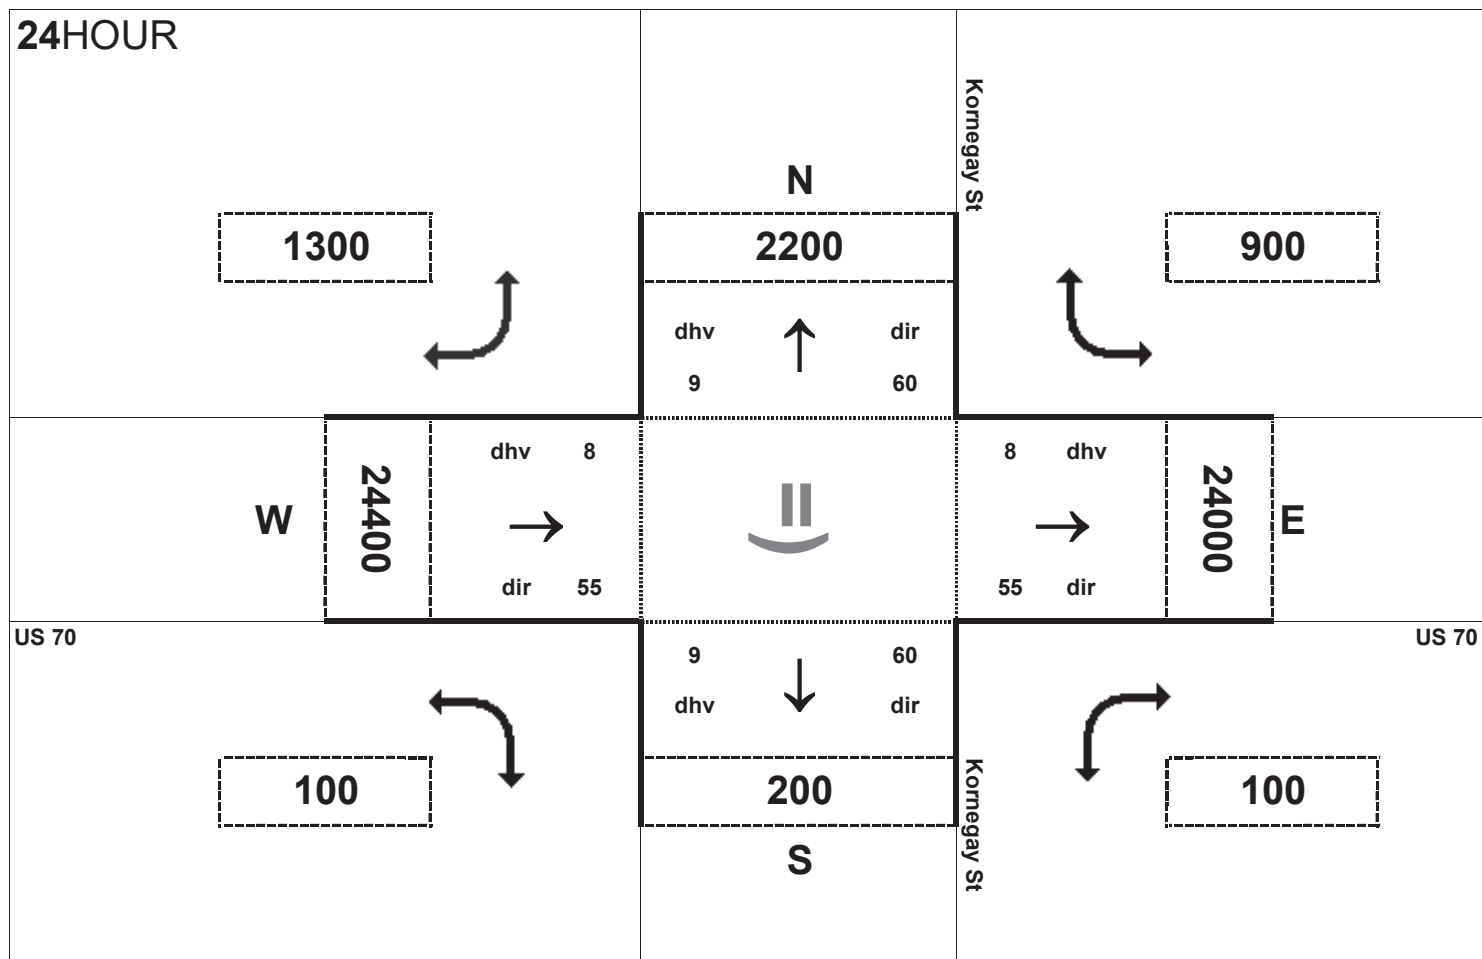 24HOUR
Kornegay St
N
1300
2200
900
dhv
dir
9
60
dhv 8
8 dhv
W
24400
24000
E
dir 55
55 dir
US 70
US 70
9
60
dhv
dir
100
200
100
Kornegay St
S